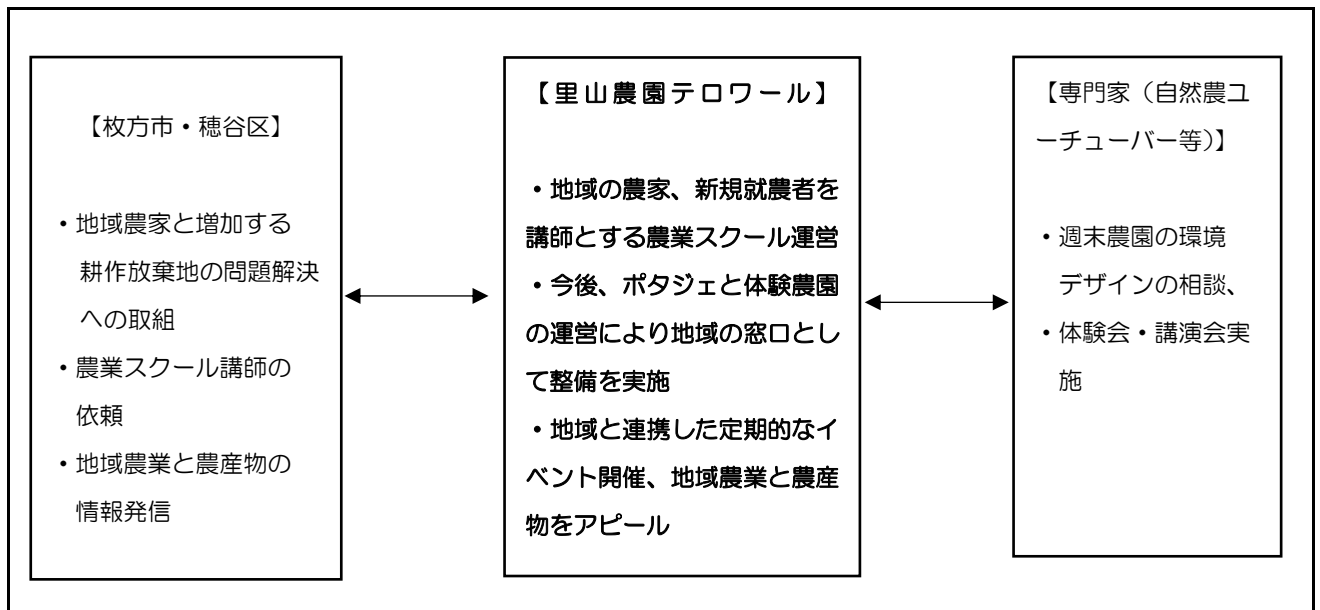 【枚方市・穂谷区】
・地域農家と増加する
耕作放棄地の問題解決
への取組
・農業スクール講師の
依頼
・地域農業と農産物の
情報発信
【里山農園テロワール】
・地域の農家、新規就農者を
講師とする農業スクール運営
・今後、ポタジェと体験農園
の運営により地域の窓口とし
て整備を実施
・地域と連携した定期的なイ
ベント開催、地域農業と農産
物をアピール
【専門家（自然農ユ
ーチューバー等）】
・週末農園の環境
デザインの相談、
・体験会・講演会実
施